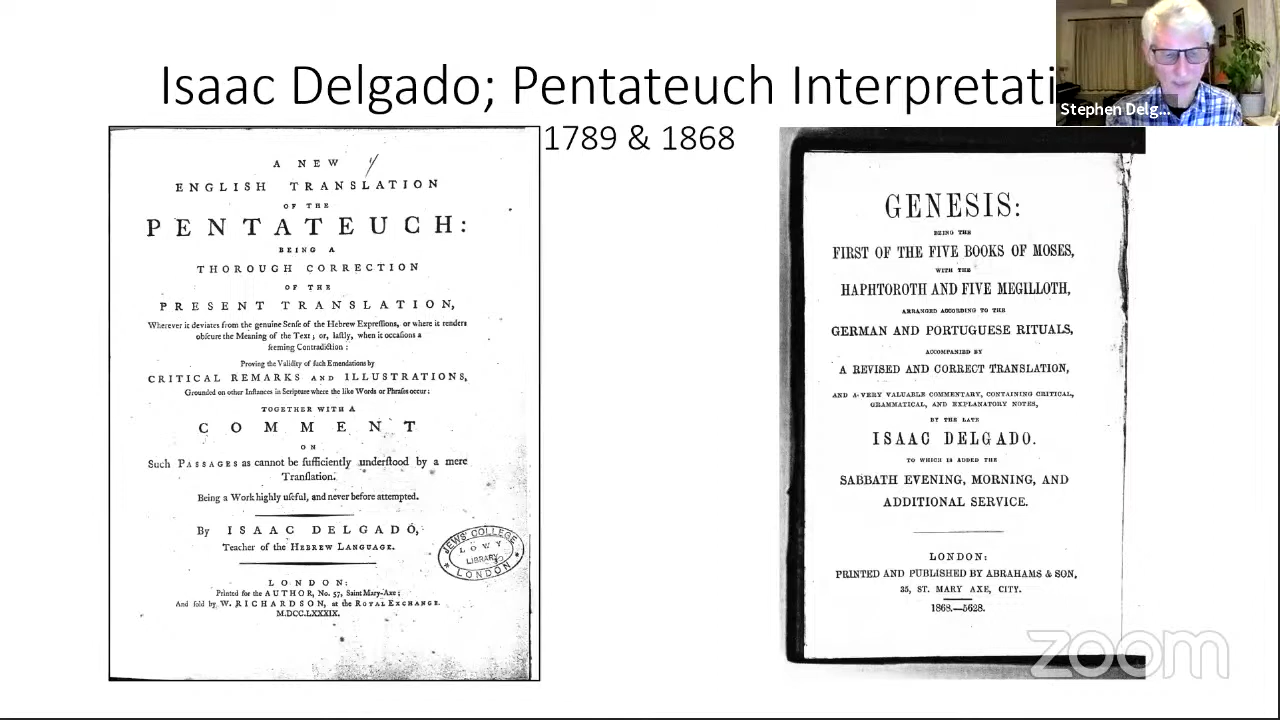 Isaac Delgado; Pentateuch Interpretati
1789 & 1868
Stephen Delg...
A NEW
ENGLISH TRANSLATION
OF THE
PENTATEUCH:
BEING A
THOROUGH CORRECTION
OF THE
PRESENT TRANSLATION,
Wherever it deviates from the genuine Senſe of the Hebrew Expreſſions, or where it renders
obſcure the Meaning of the Text; or, laſtly, when it occaſions a
ſeeming Contradiction:
Proving the Validity of ſuch Emendations by
CRITICAL REMARKS AND ILLUSTRATIONS,
Grounded on other Inſtances in Scripture where the like Words or Phraſes occur:
TOGETHER WITH A
COMMENT
ON
Such PASSAGES as cannot be ſufficiently underſtood by a mere
Tranſlation.
Being a Work highly uſeful, and never before attempted.
By ISAAC DELGADO,
Teacher of the HEBREW LANGUAGE.
LONDON:
Printed for the AUTHOR, No. 57, Saint Mary-Axe;
And ſold by W. RICHARDSON, at the ROYAL EXCHANGE.
M.DCC.LXXXIX.
JEWS' COLLEGE
LOWY
LIBRARY
LONDON
GENESIS:
BEING THE
FIRST OF THE FIVE BOOKS OF MOSES,
WITH THE
HAPHTOROTH AND FIVE MEGILLOTH,
ARRANGED ACCORDING TO THE
GERMAN AND PORTUGUESE RITUALS,
ACCOMPANIED BY
A REVISED AND CORRECT TRANSLATION,
AND A VERY VALUABLE COMMENTARY, CONTAINING CRITICAL,
GRAMMATICAL, AND EXPLANATORY NOTES,
BY THE LATE
ISAAC DELGADO.
TO WHICH IS ADDED THE
SABBATH EVENING, MORNING, AND
ADDITIONAL SERVICE.
LONDON:
PRINTED AND PUBLISHED BY ABRAHAMS & SON,
35, ST. MARY AXE, CITY.
1868.—5628.
zoom